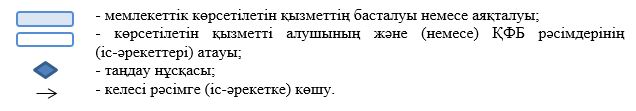 - мемлекеттік көрсетілетін қызметтің басталуы немесе аяқталуы;
- көрсетілетін қызметті алушының және (немесе) ҚФБ рәсімдерінің
(іс-әрекеттері) атауы;
- таңдау нұсқасы;
- келесі рәсімге (іс-әрекетке) көшу.